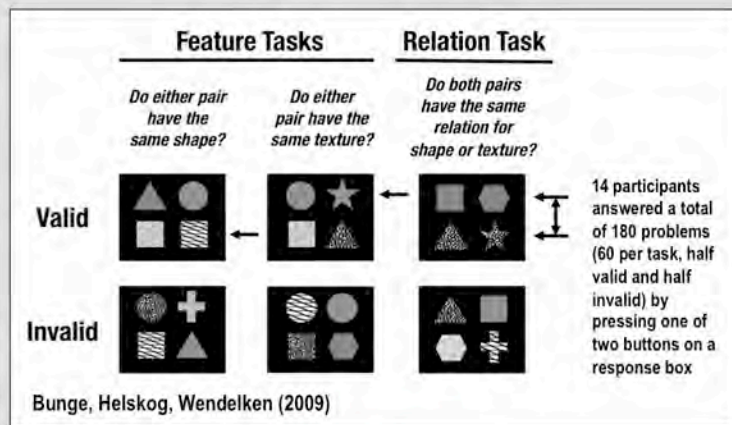 Feature Tasks
Relation Task
Do either pair
have the
same shape?
Do either
pair have the
same texture?
Do both pairs
have the same
relation for
shape or texture?
Valid
14 participants
answered a total
of 180 problems
(60 per task, half
valid and half
invalid) by
pressing one of
two buttons on a
response box
Invalid
Bunge, Helskog, Wendelken (2009)